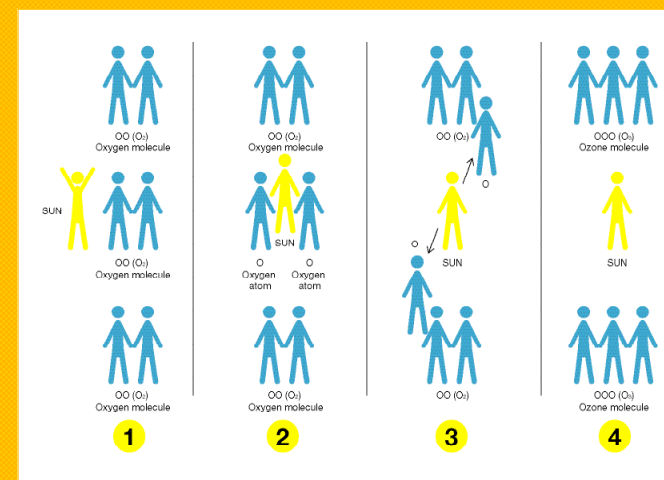 OO (O₂)
Oxygen molecule
SUN
OO (O₂)
Oxygen molecule
OO (O₂)
Oxygen molecule
1
OO (O₂)
Oxygen molecule
SUN
O
Oxygen
atom
O
Oxygen
atom
OO (O₂)
Oxygen molecule
2
OO (O₂)
O
SUN
O
OO (O₂)
3
OOO (O₃)
Ozone molecule
SUN
OOO (O₃)
Ozone molecule
4